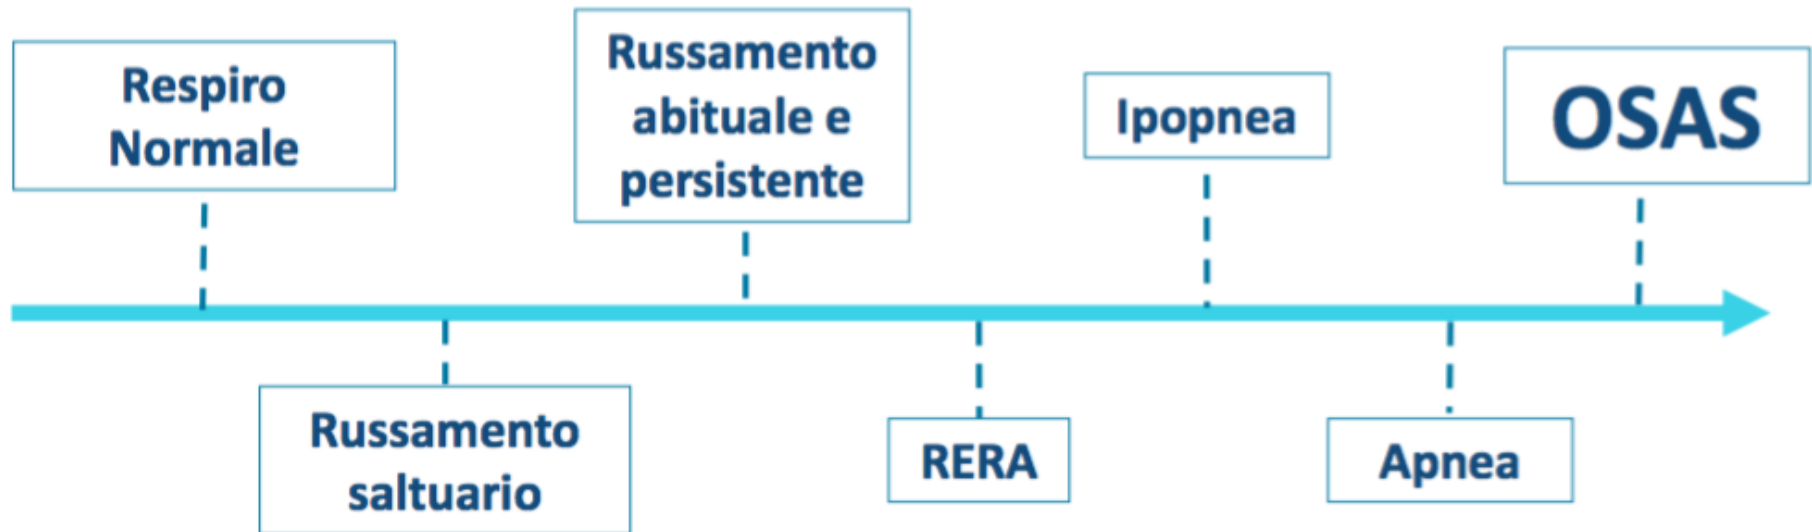 Respiro
Normale
Russamento
abituale e
persistente
Ipopnea
OSAS
Russamento
saltuario
RERA
Apnea